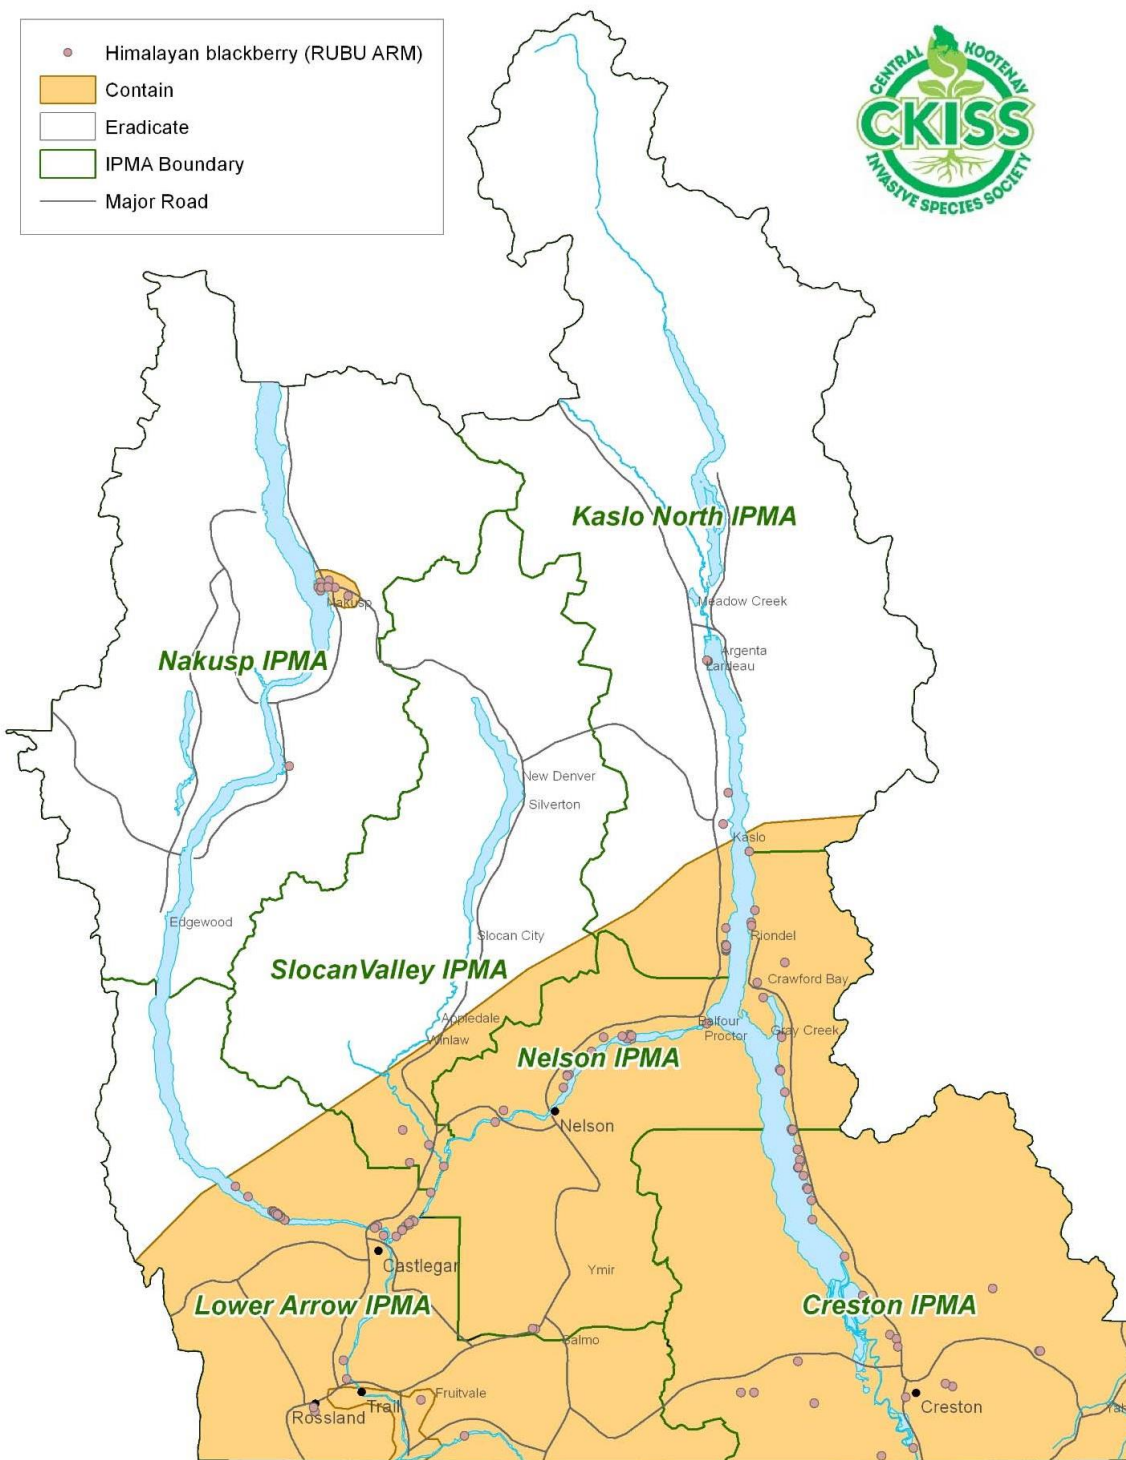 Himalayan blackberry (RUBU ARM)
Contain
Eradicate
IPMA Boundary
Major Road
CENTRAL KOOTENAY
CKISS
INVASIVE SPECIES SOCIETY
Kaslo North IPMA
Meadow Creek
Nakusp
Nakusp IPMA
Argenta
Lardeau
New Denver
Silverton
Kaslo
Edgewood
Slocan City
Riondel
SlocanValley IPMA
Crawford Bay
Appledale
Winlaw
Balfour
Proctor
Gray Creek
Nelson IPMA
Nelson
Castlegar
Ymir
Lower Arrow IPMA
Creston IPMA
Salmo
Fruitvale
Trail
Rossland
Creston